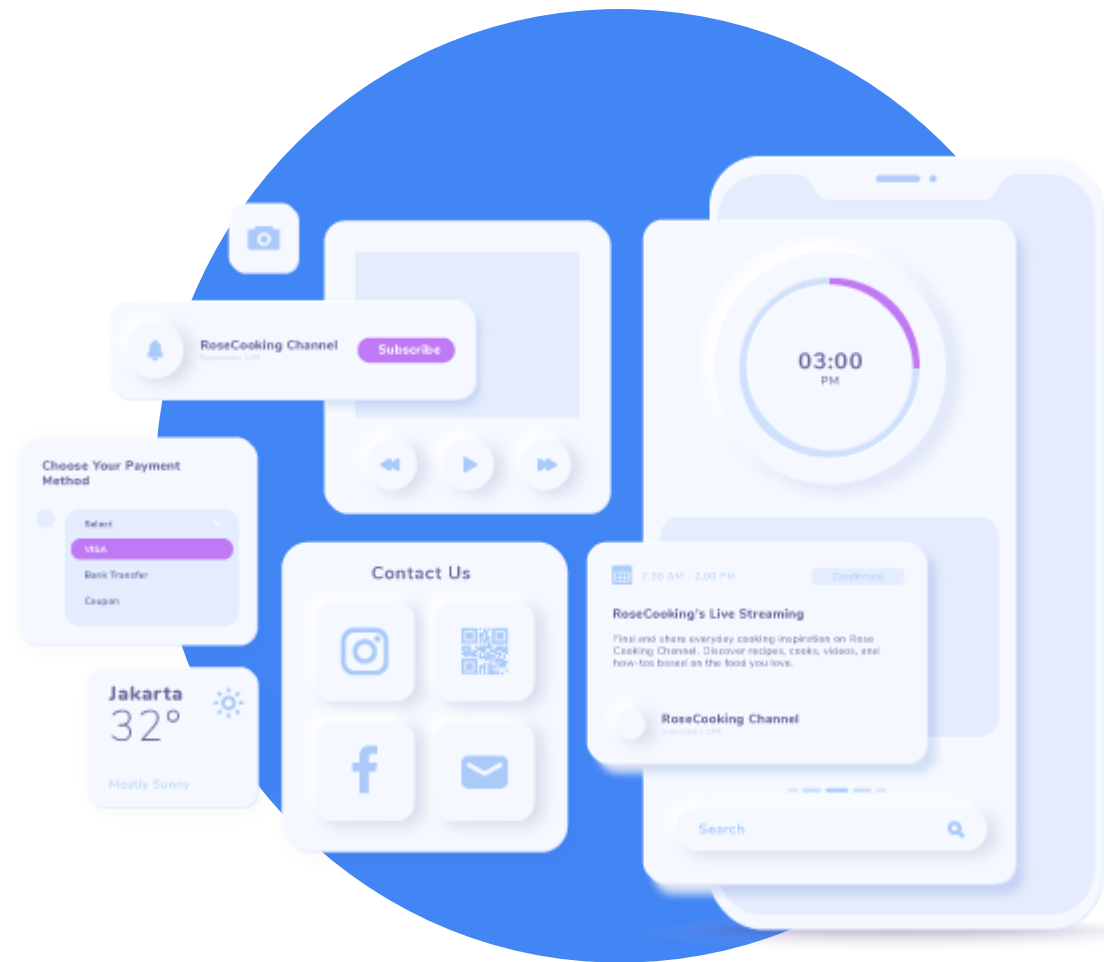 RoseCooking Channel
Subscribe
03:00
PM
Choose Your Payment
Method
Select
VISA
Bank Transfer
Coupon
Contact Us
7.30 AM - 2.00 PM
Confirmed
RoseCooking's Live Streaming
Find and share everyday cooking inspiration on Rose
Cooking Channel. Discover recipes, cooks, videos, and
how-tos based on the food you love.
RoseCooking Channel
Jakarta
32°
Mostly Sunny
Search